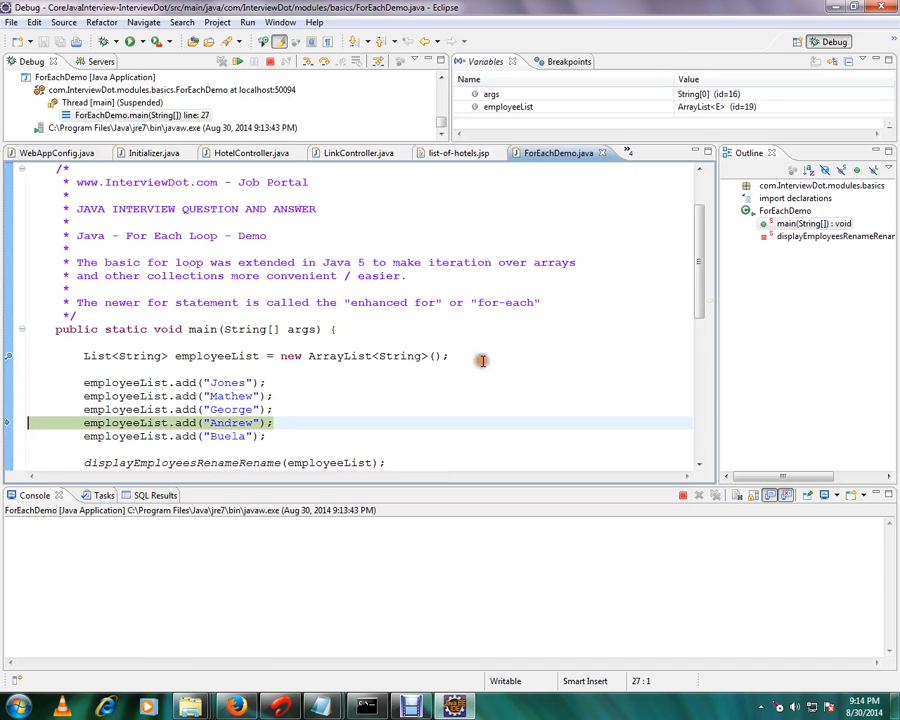 Debug - CoreJavaInterview-InterviewDot/src/main/java/com/InterviewDot/modules/basics/ForEachDemo.java - Eclipse
File Edit Source Refactor Navigate Search Project Run Window Help
Debug
Debug Servers
ForEachDemo (Java Application)
com.InterviewDot.modules.basics.ForEachDemo at localhost:50094
Thread [main] (Suspended)
ForEachDemo.main(String[]) line: 27
C:\Program Files\Java\jre7\bin\javaw.exe (Aug 30, 2014 9:13:43 PM)
Variables Breakpoints
Name Value
args String[0] (id=16)
employeeList ArrayList<E> (id=19)
WebAppConfig.java Initializer.java HotelController.java LinkController.java list-of-hotels.jsp ForEachDemo.java »4
/*
* www.InterviewDot.com - Job Portal
*
* JAVA INTERVIEW QUESTION AND ANSWER
*
* Java - For Each Loop - Demo
*
* The basic for loop was extended in Java 5 to make iteration over arrays
* and other collections more convenient / easier.
*
* The newer for statement is called the "enhanced for" or "for-each"
*/
public static void main(String[] args) {
List<String> employeeList = new ArrayList<String>();
employeeList.add("Jones");
employeeList.add("Mathew");
employeeList.add("George");
employeeList.add("Andrew");
employeeList.add("Buela");
displayEmployeesRenameRename(employeeList);
Outline
com.InterviewDot.modules.basics
import declarations
ForEachDemo
main(String[]) : void
displayEmployeesRenameRenam
Console Tasks SQL Results
ForEachDemo [Java Application] C:\Program Files\Java\jre7\bin\javaw.exe (Aug 30, 2014 9:13:43 PM)
Writable Smart Insert 27 : 1
9:14 PM
8/30/2014